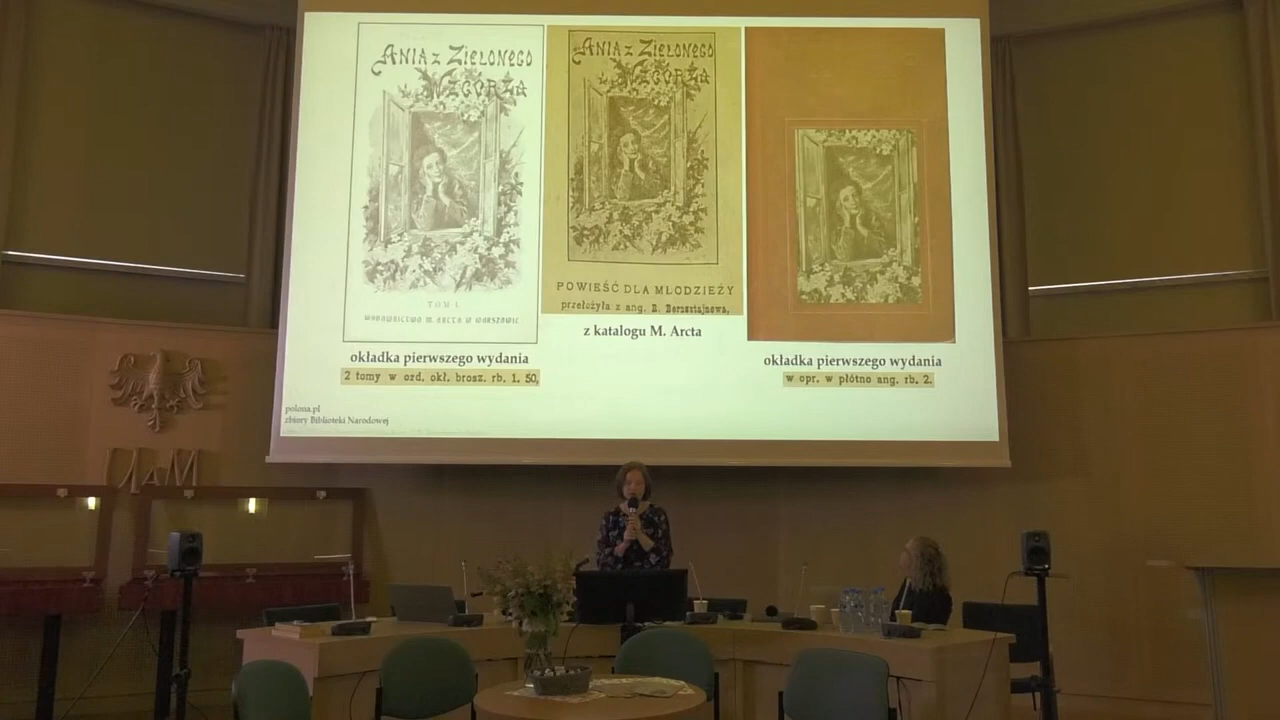 ANIA Z ZIELONEGO
WZGÓRZA
TOM I.
WYDAWNICTWO M. ARCTA W WARSZAWIE
okładka pierwszego wydania
2 tomy w ozd. okł. brosz. rb. 1. 50,
ANIA Z ZIELONEGO
WZGÓRZA
POWIEŚĆ DLA MŁODZIEŻY
przełożyła z ang. R. Bernsztajnowa,
z katalogu M. Arcta
okładka pierwszego wydania
w opr. w płótno ang. rb. 2.
polona.pl
zbiory Biblioteki Narodowej